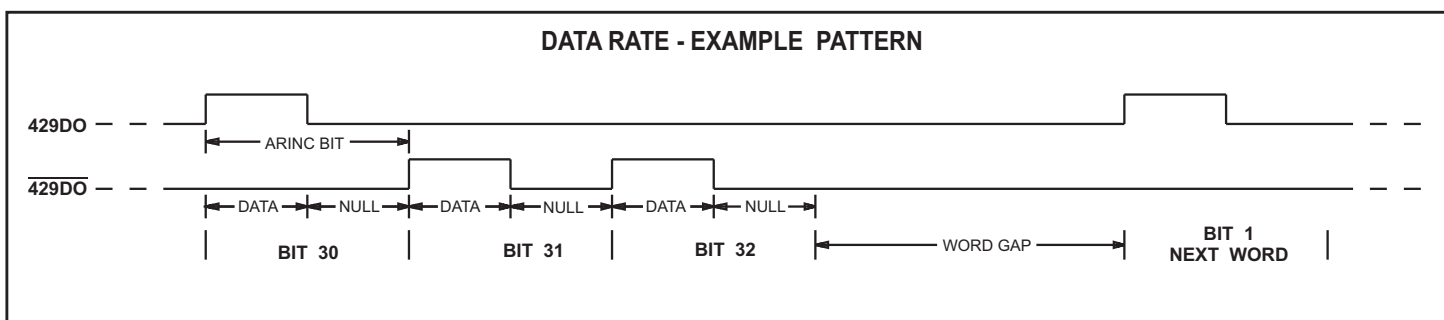 DATA RATE - EXAMPLE PATTERN
429DO
ARINC BIT
429DO
DATA NULL DATA NULL DATA NULL
BIT 30 BIT 31 BIT 32 WORD GAP BIT 1
NEXT WORD